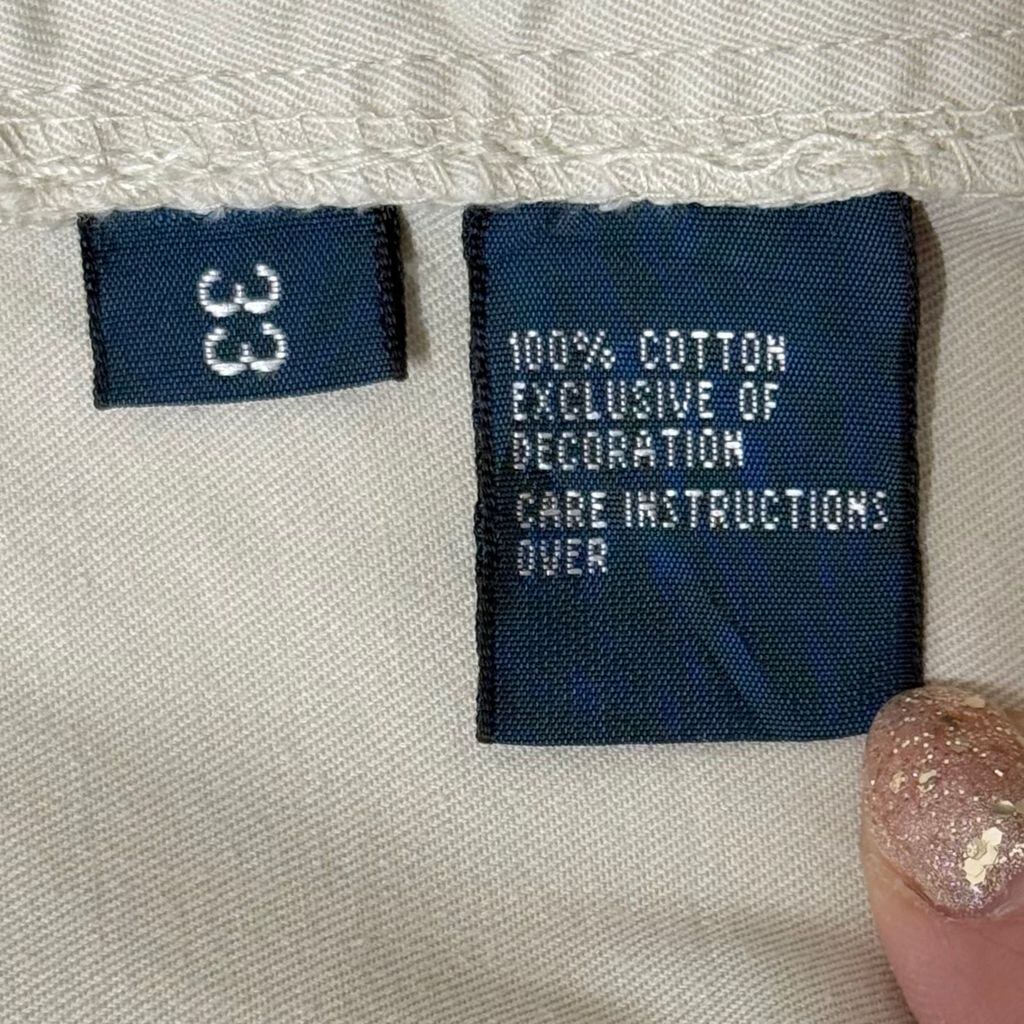 33
100% COTTON
EXCLUSIVE OF
DECORATION
CARE INSTRUCTIONS
OVER